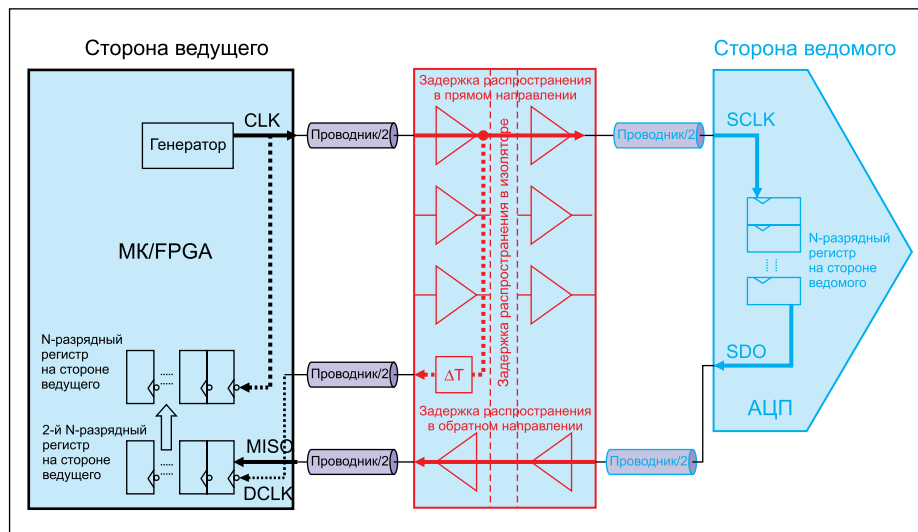 Сторона ведущего
Сторона ведомого
Задержка распространения
в прямом направлении
CLK
Генератор
Проводник/2
Проводник/2
SCLK
МК/FPGA
Задержка распространения в изоляторе
N-разрядный
регистр
на стороне
ведомого
N-разрядный
регистр
на стороне
ведущего
Проводник/2
ΔT
SDO
АЦП
Задержка распространения
в обратном направлении
2-й N-разрядный
регистр
на стороне
ведущего
MISO
Проводник/2
Проводник/2
DCLK